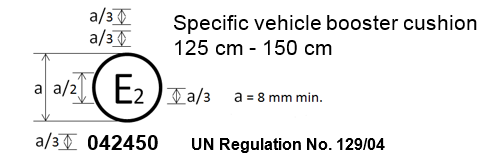 a/3 Specific vehicle booster cushion
a/3 125 cm - 150 cm
a a/2 E2 a/3 a = 8 mm min.
a/3 042450 UN Regulation No. 129/04